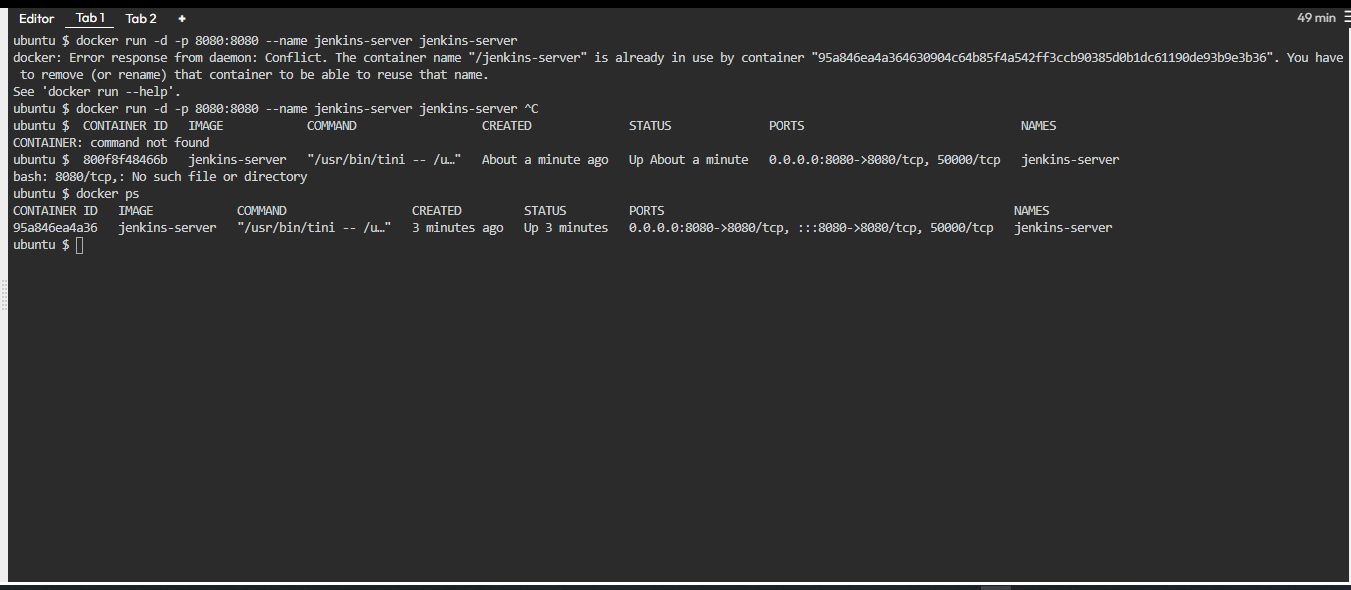 Editor Tab 1 Tab 2 + 49 min
ubuntu $ docker run -d -p 8080:8080 --name jenkins-server jenkins-server
docker: Error response from daemon: Conflict. The container name "/jenkins-server" is already in use by container "95a846ea4a364630904c64b85f4a542ff3ccb90385d0b1dc61190de93b9e3b36". You have
to remove (or rename) that container to be able to reuse that name.
See 'docker run --help'.
ubuntu $ docker run -d -p 8080:8080 --name jenkins-server jenkins-server ^C
ubuntu $ CONTAINER ID IMAGE COMMAND CREATED STATUS PORTS NAMES
CONTAINER: command not found
ubuntu $ 800f8f48466b jenkins-server "/usr/bin/tini -- /u…" About a minute ago Up About a minute 0.0.0.0:8080->8080/tcp, 50000/tcp jenkins-server
bash: 8080/tcp,: No such file or directory
ubuntu $ docker ps
CONTAINER ID IMAGE COMMAND CREATED STATUS PORTS NAMES
95a846ea4a36 jenkins-server "/usr/bin/tini -- /u…" 3 minutes ago Up 3 minutes 0.0.0.0:8080->8080/tcp, :::8080->8080/tcp, 50000/tcp jenkins-server
ubuntu $